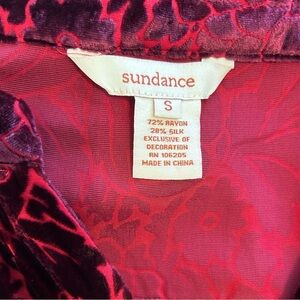 sundance
S
72% RAYON
28% SILK
EXCLUSIVE OF
DECORATION
RN 106205
MADE IN CHINA